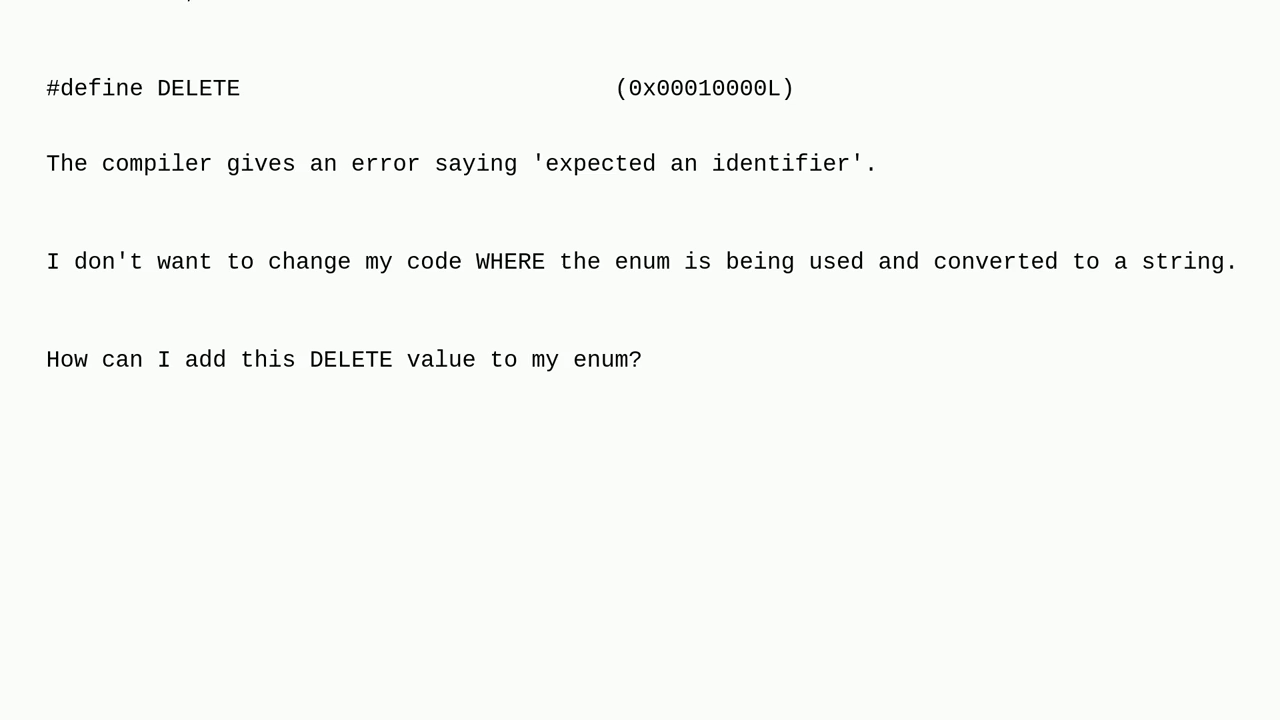 #define DELETE (0x00010000L)
The compiler gives an error saying 'expected an identifier'.
I don't want to change my code WHERE the enum is being used and converted to a string.
How can I add this DELETE value to my enum?